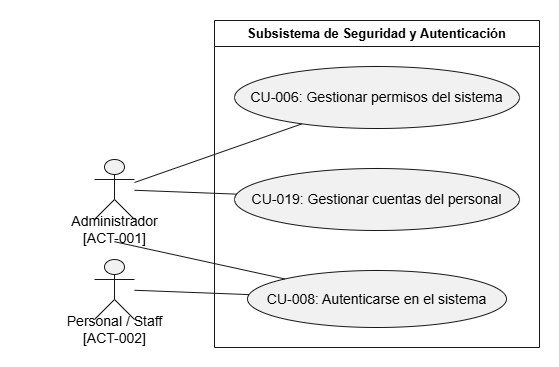 Subsistema de Seguridad y Autenticación
CU-006: Gestionar permisos del sistema
CU-019: Gestionar cuentas del personal
Administrador
[ACT-001]
CU-008: Autenticarse en el sistema
Personal / Staff
[ACT-002]